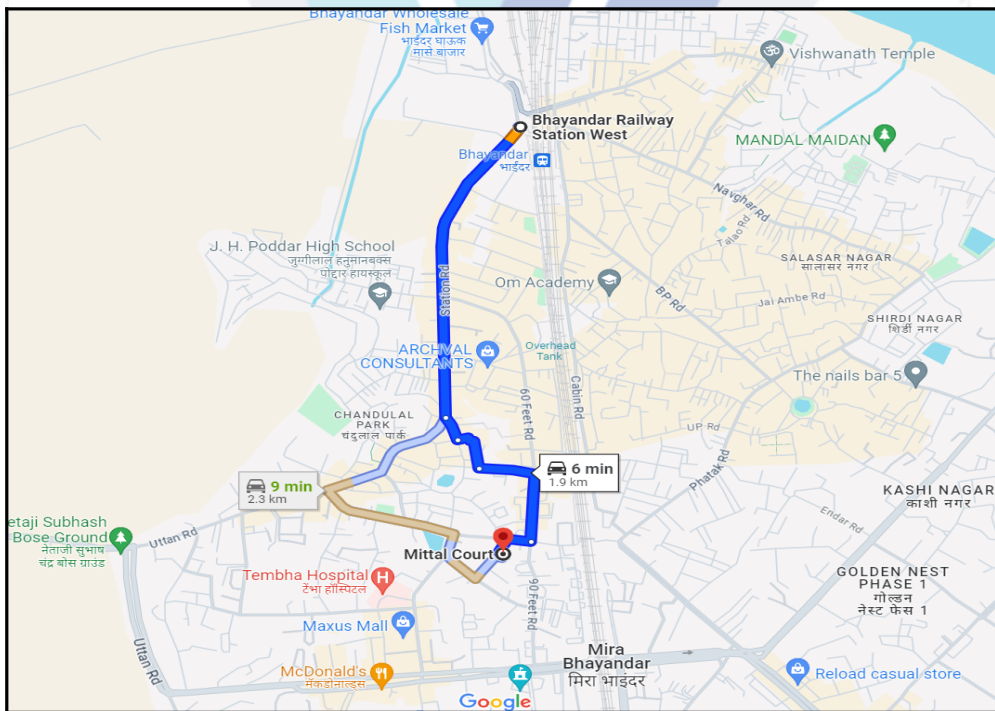 Bhayandar Wholesale
Fish Market
भाईंदर घाऊक
मासे बाजार
Vishwanath Temple
Bhayandar Railway
Station West
MANDAL MAIDAN
Bhayandar
भाईंदर
Navghar Rd
Talao Rd
J. H. Poddar High School
जुग्गीलाल हनुमानबक्स
पोद्दार हायस्कूल
SALASAR NAGAR
सालासर नगर
Station Rd
Om Academy
BP Rd
Jai Ambe Rd
SHIRDI NAGAR
शिर्डी नगर
ARCHVAL
CONSULTANTS
Overhead
Tank
Cabin Rd
The nails bar 5
60 Feet Rd
CHANDULAL
PARK
चंदुलाल पार्क
UP Rd
Phatak Rd
6 min
1.9 km
9 min
2.3 km
KASHI NAGAR
काशी नगर
Endar Rd
etaji Subhash
Bose Ground
नेताजी सुभाष
चंद्र बोस ग्राउंड
Uttan Rd
Mittal Court
Tembha Hospital
टेंभा हॉस्पिटल
90 Feet Rd
GOLDEN NEST
PHASE 1
गोल्डन
नेस्ट फेस 1
Maxus Mall
Uttan Rd
Mira
Bhayandar
मिरा भाइंदर
McDonald's
मॅकडोनाल्डस
Reload casual store
Google